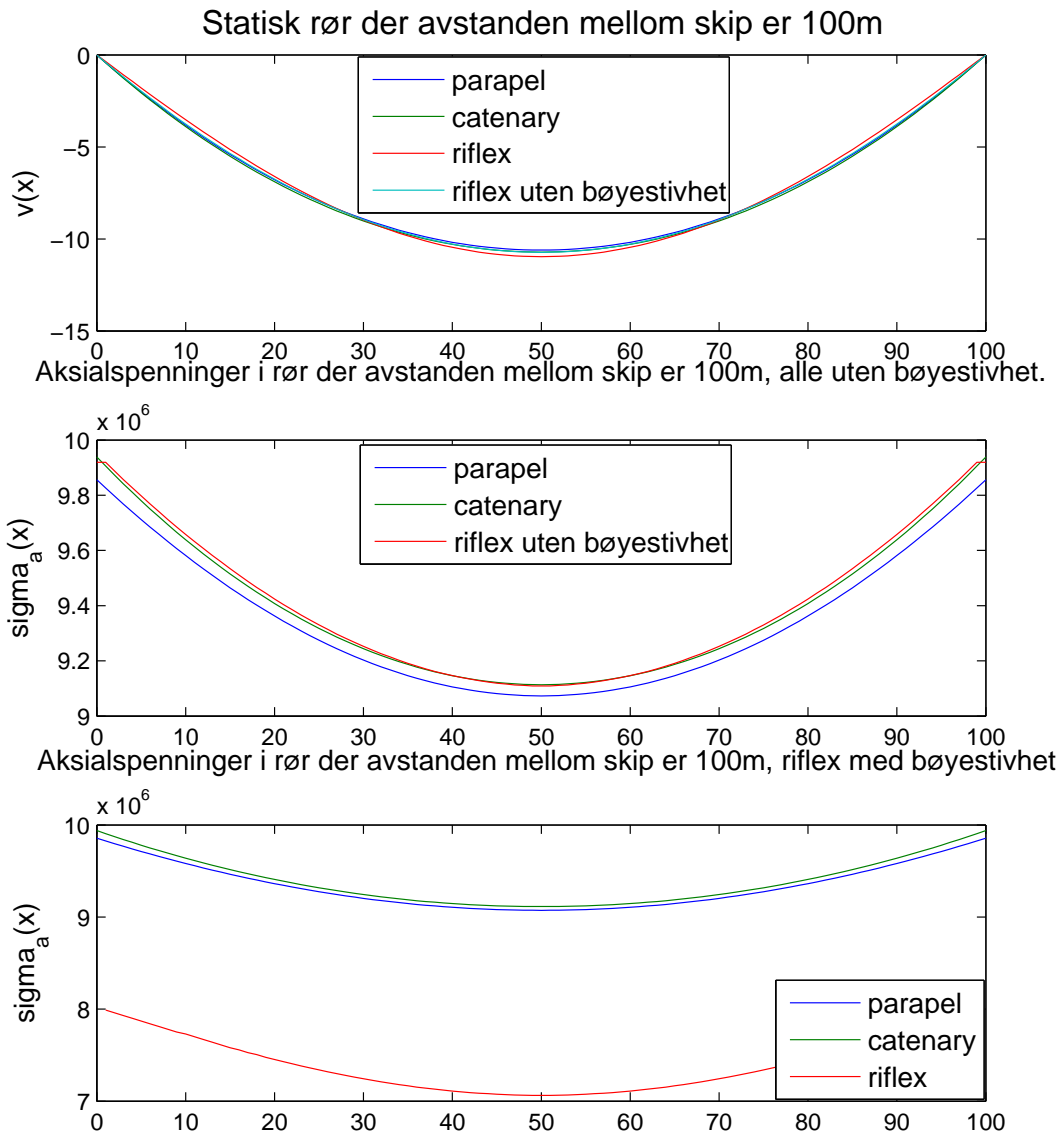 Statisk rør der avstanden mellom skip er 100m
0
−5
−10
−15
v(x)
parapel
catenary
riflex
riflex uten bøyestivhet
0 10 20 30 40 50 60 70 80 90 100
Aksialspenninger i rør der avstanden mellom skip er 100m, alle uten bøyestivhet.
x 10^6
10
9.8
9.6
9.4
9.2
9
sigma_a(x)
parapel
catenary
riflex uten bøyestivhet
0 10 20 30 40 50 60 70 80 90 100
Aksialspenninger i rør der avstanden mellom skip er 100m, riflex med bøyestivhet
x 10^6
10
9
8
7
sigma_a(x)
parapel
catenary
riflex
0 10 20 30 40 50 60 70 80 90 100